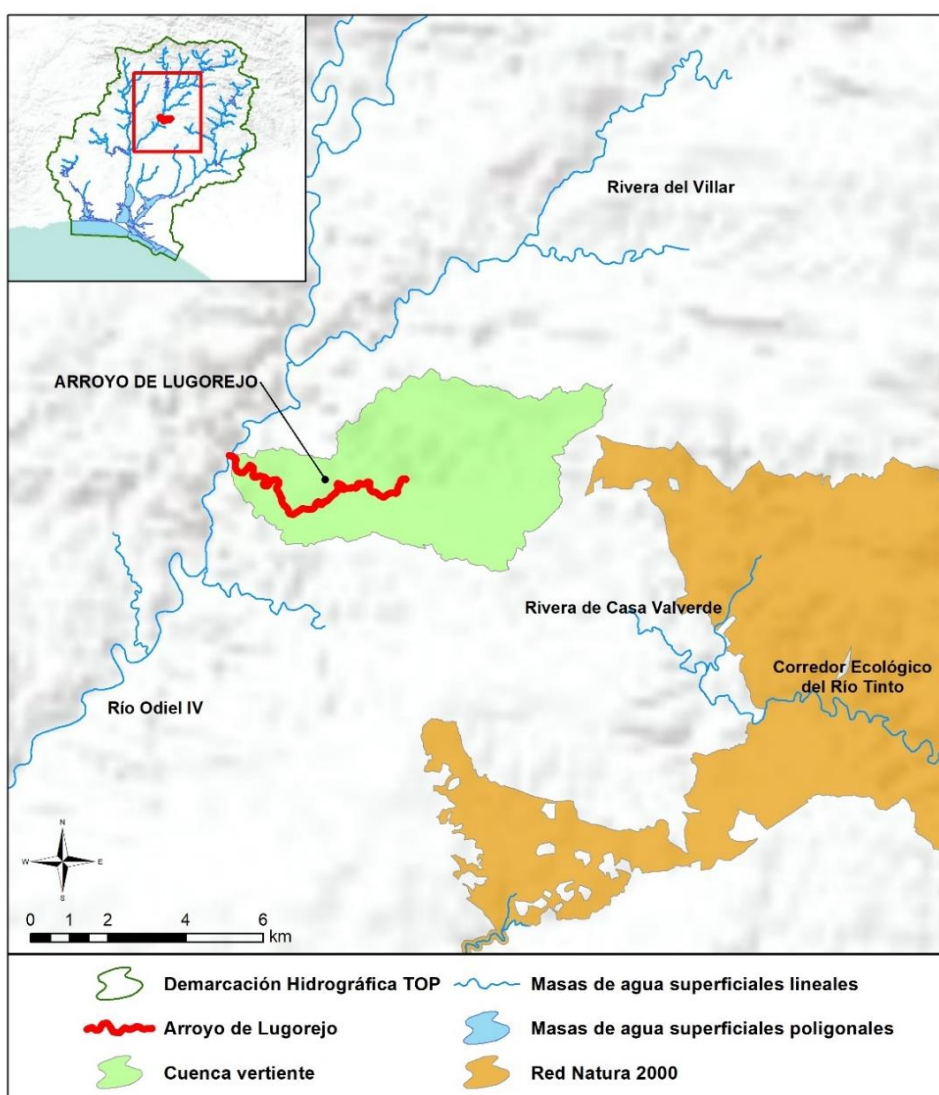 Rivera del Villar
ARROYO DE LUGOREJO
Rivera de Casa Valverde
Corredor Ecológico
del Río Tinto
Río Odiel IV
N
W
E
S
0 1 2 4 6
km
Demarcación Hidrográfica TOP
Masas de agua superficiales lineales
Arroyo de Lugorejo
Masas de agua superficiales poligonales
Cuenca vertiente
Red Natura 2000